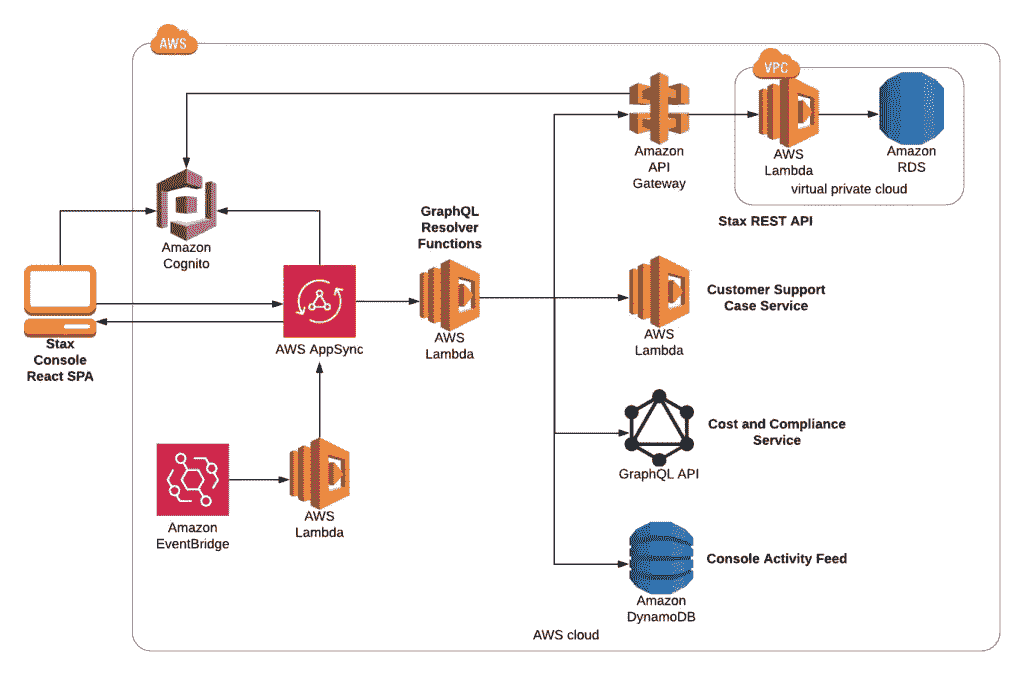 AWS
VPC
Amazon
API
Gateway
AWS
Lambda
Amazon
RDS
virtual private cloud
Stax REST API
Amazon
Cognito
GraphQL
Resolver
Functions
Stax
Console
React SPA
AWS AppSync
AWS
Lambda
AWS
Lambda
Customer Support
Case Service
GraphQL API
Cost and Compliance
Service
Amazon
EventBridge
AWS
Lambda
Amazon
DynamoDB
Console Activity Feed
AWS cloud